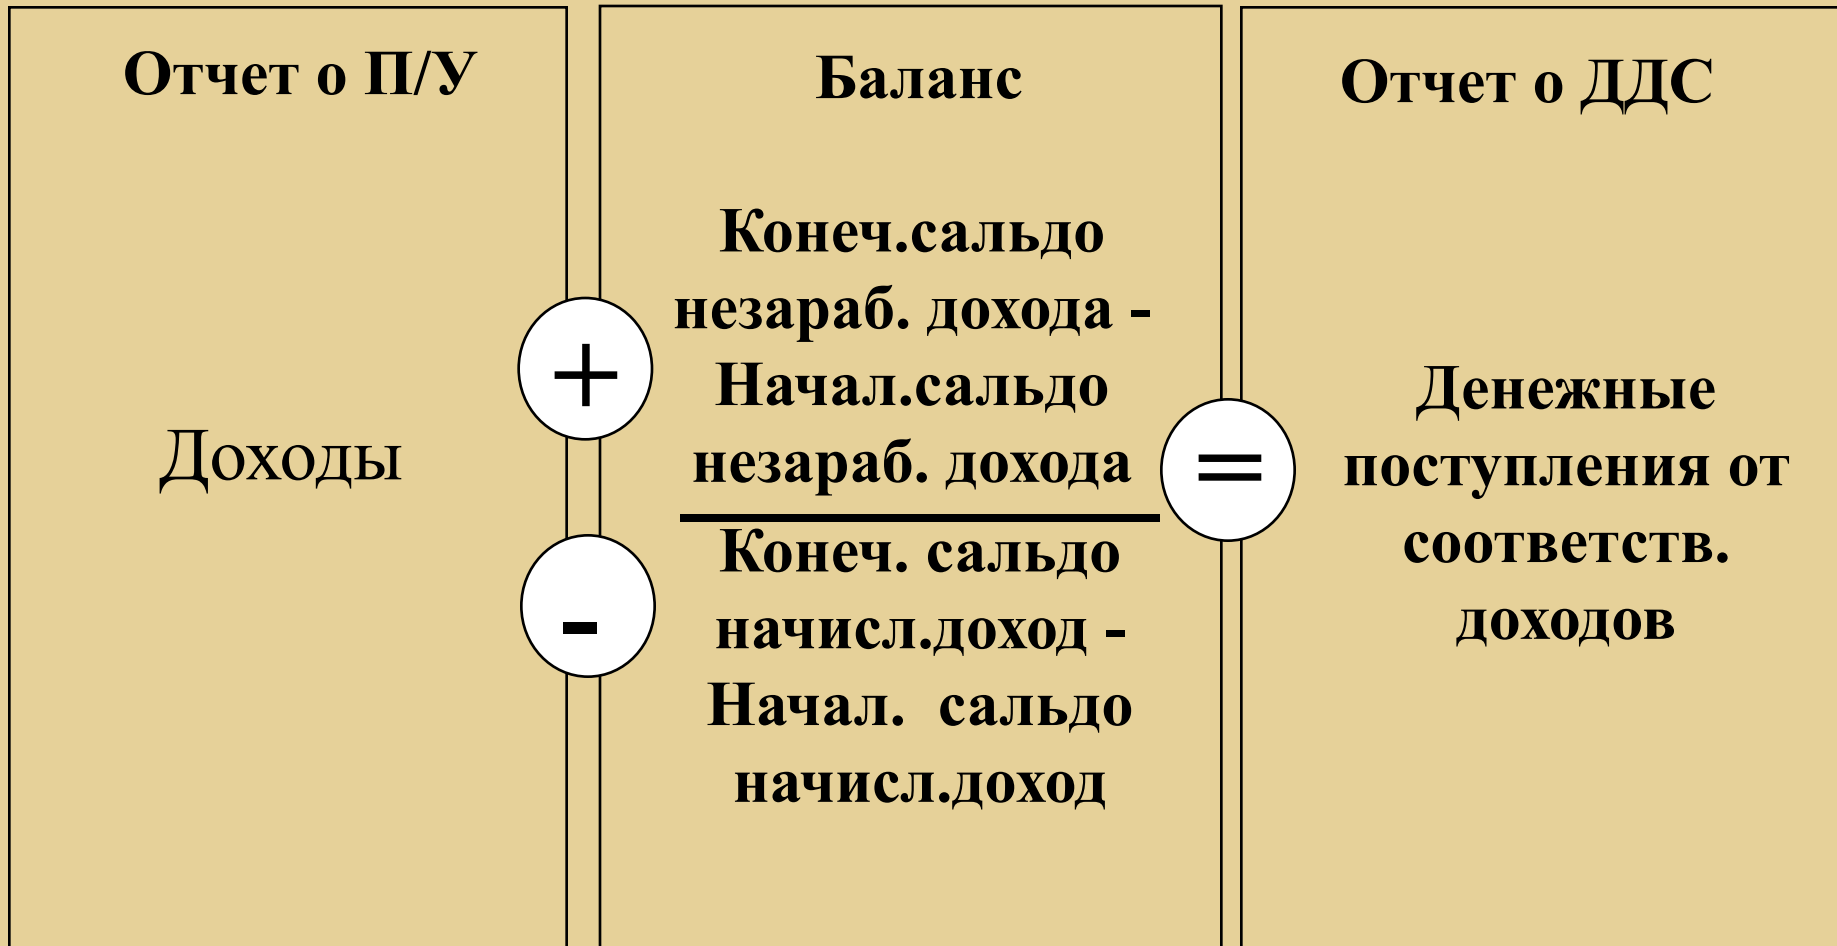 Отчет о П/У
Доходы
+
-
Баланс
Конеч.сальдо
незараб. дохода -
Начал.сальдо
незараб. дохода
Конеч. сальдо
начисл.доход -
Начал. сальдо
начисл.доход
=
Отчет о ДДС
Денежные
поступления от
соответств.
доходов